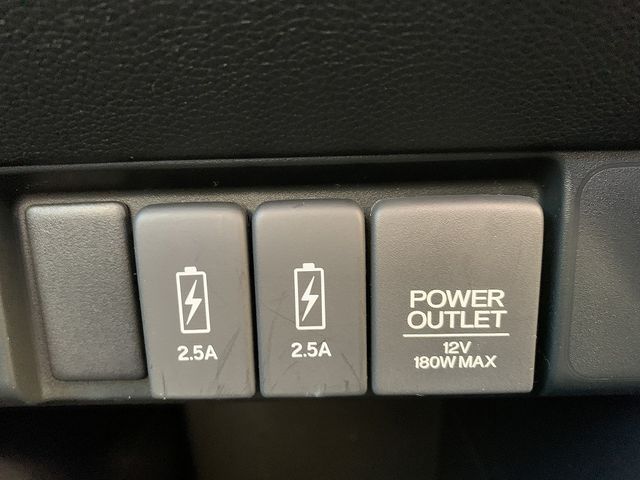 2.5A
2.5A
POWER
OUTLET
12V
180W MAX